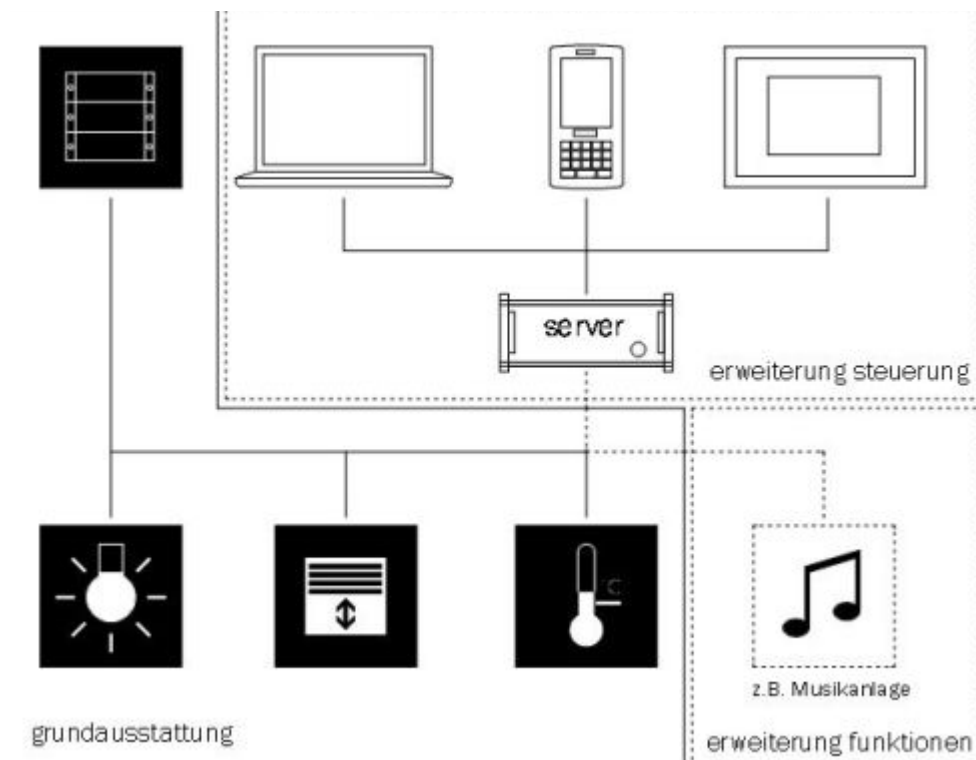 server
erweiterung steuerung
°C
z.B. Musikanlage
grundausstattung
erweiterung funktionen